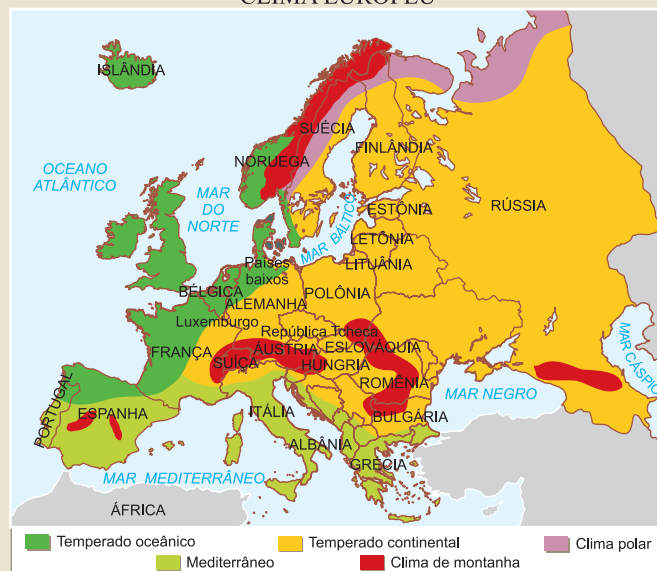 CLIMA EUROPEU
ISLÂNDIA
SUÉCIA
FINLÂNDIA
NORUEGA
OCEANO
ATLÂNTICO
MAR
DO
NORTE
RÚSSIA
ESTÔNIA
MAR BÁLTICO
LETÔNIA
LITUÂNIA
Países
baixos
BÉLGICA
POLÔNIA
ALEMANHA
Luxemburgo
República Tcheca
ESLOVÁQUIA
FRANÇA
ÁUSTRIA
SUÍÇA
HUNGRIA
ROMÊNIA
MAR CÁSPIO
MAR NEGRO
PORTUGAL
ESPANHA
ITÁLIA
BULGÁRIA
ALBÂNIA
GRÉCIA
MAR MEDITERRÂNEO
ÁFRICA
Temperado oceânico
Temperado continental
Clima polar
Mediterrâneo
Clima de montanha